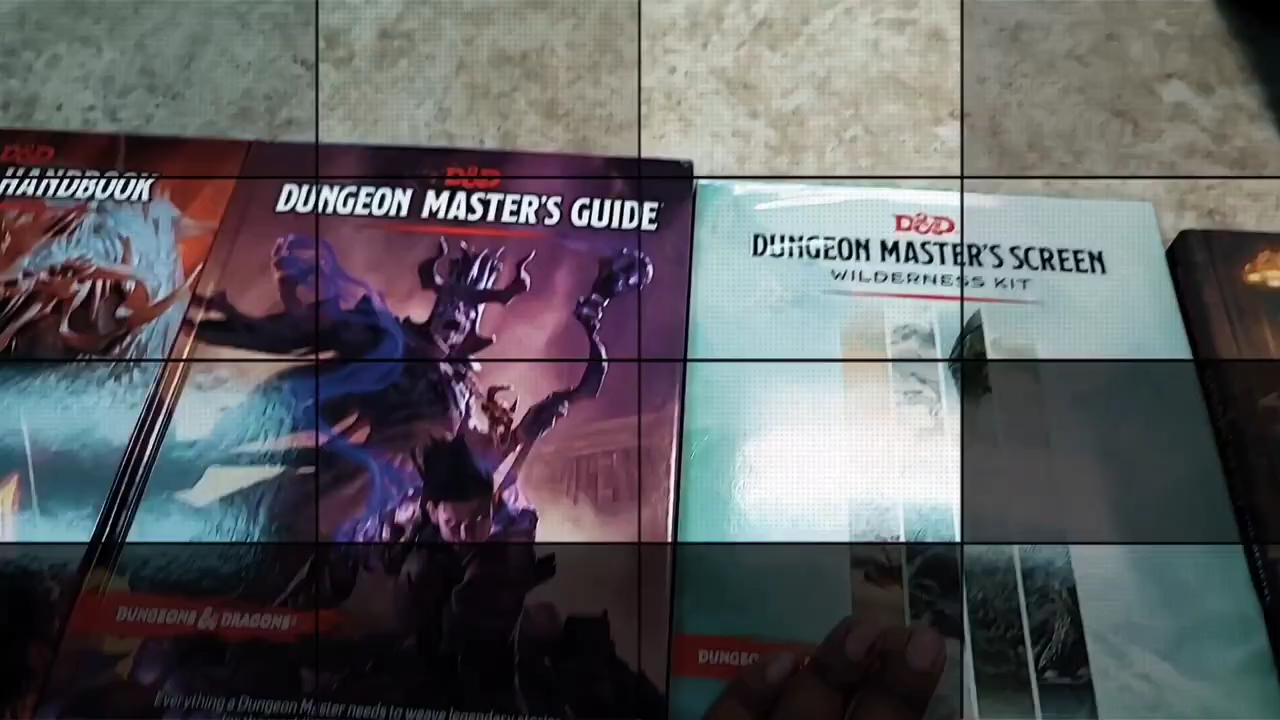 D&D
HANDBOOK
D&D
DUNGEON MASTER'S GUIDE
DUNGEONS & DRAGONS
Everything a Dungeon Master needs to weave legendary stories
D&D
DUNGEON MASTER'S SCREEN
WILDERNESS KIT
DUNGEO